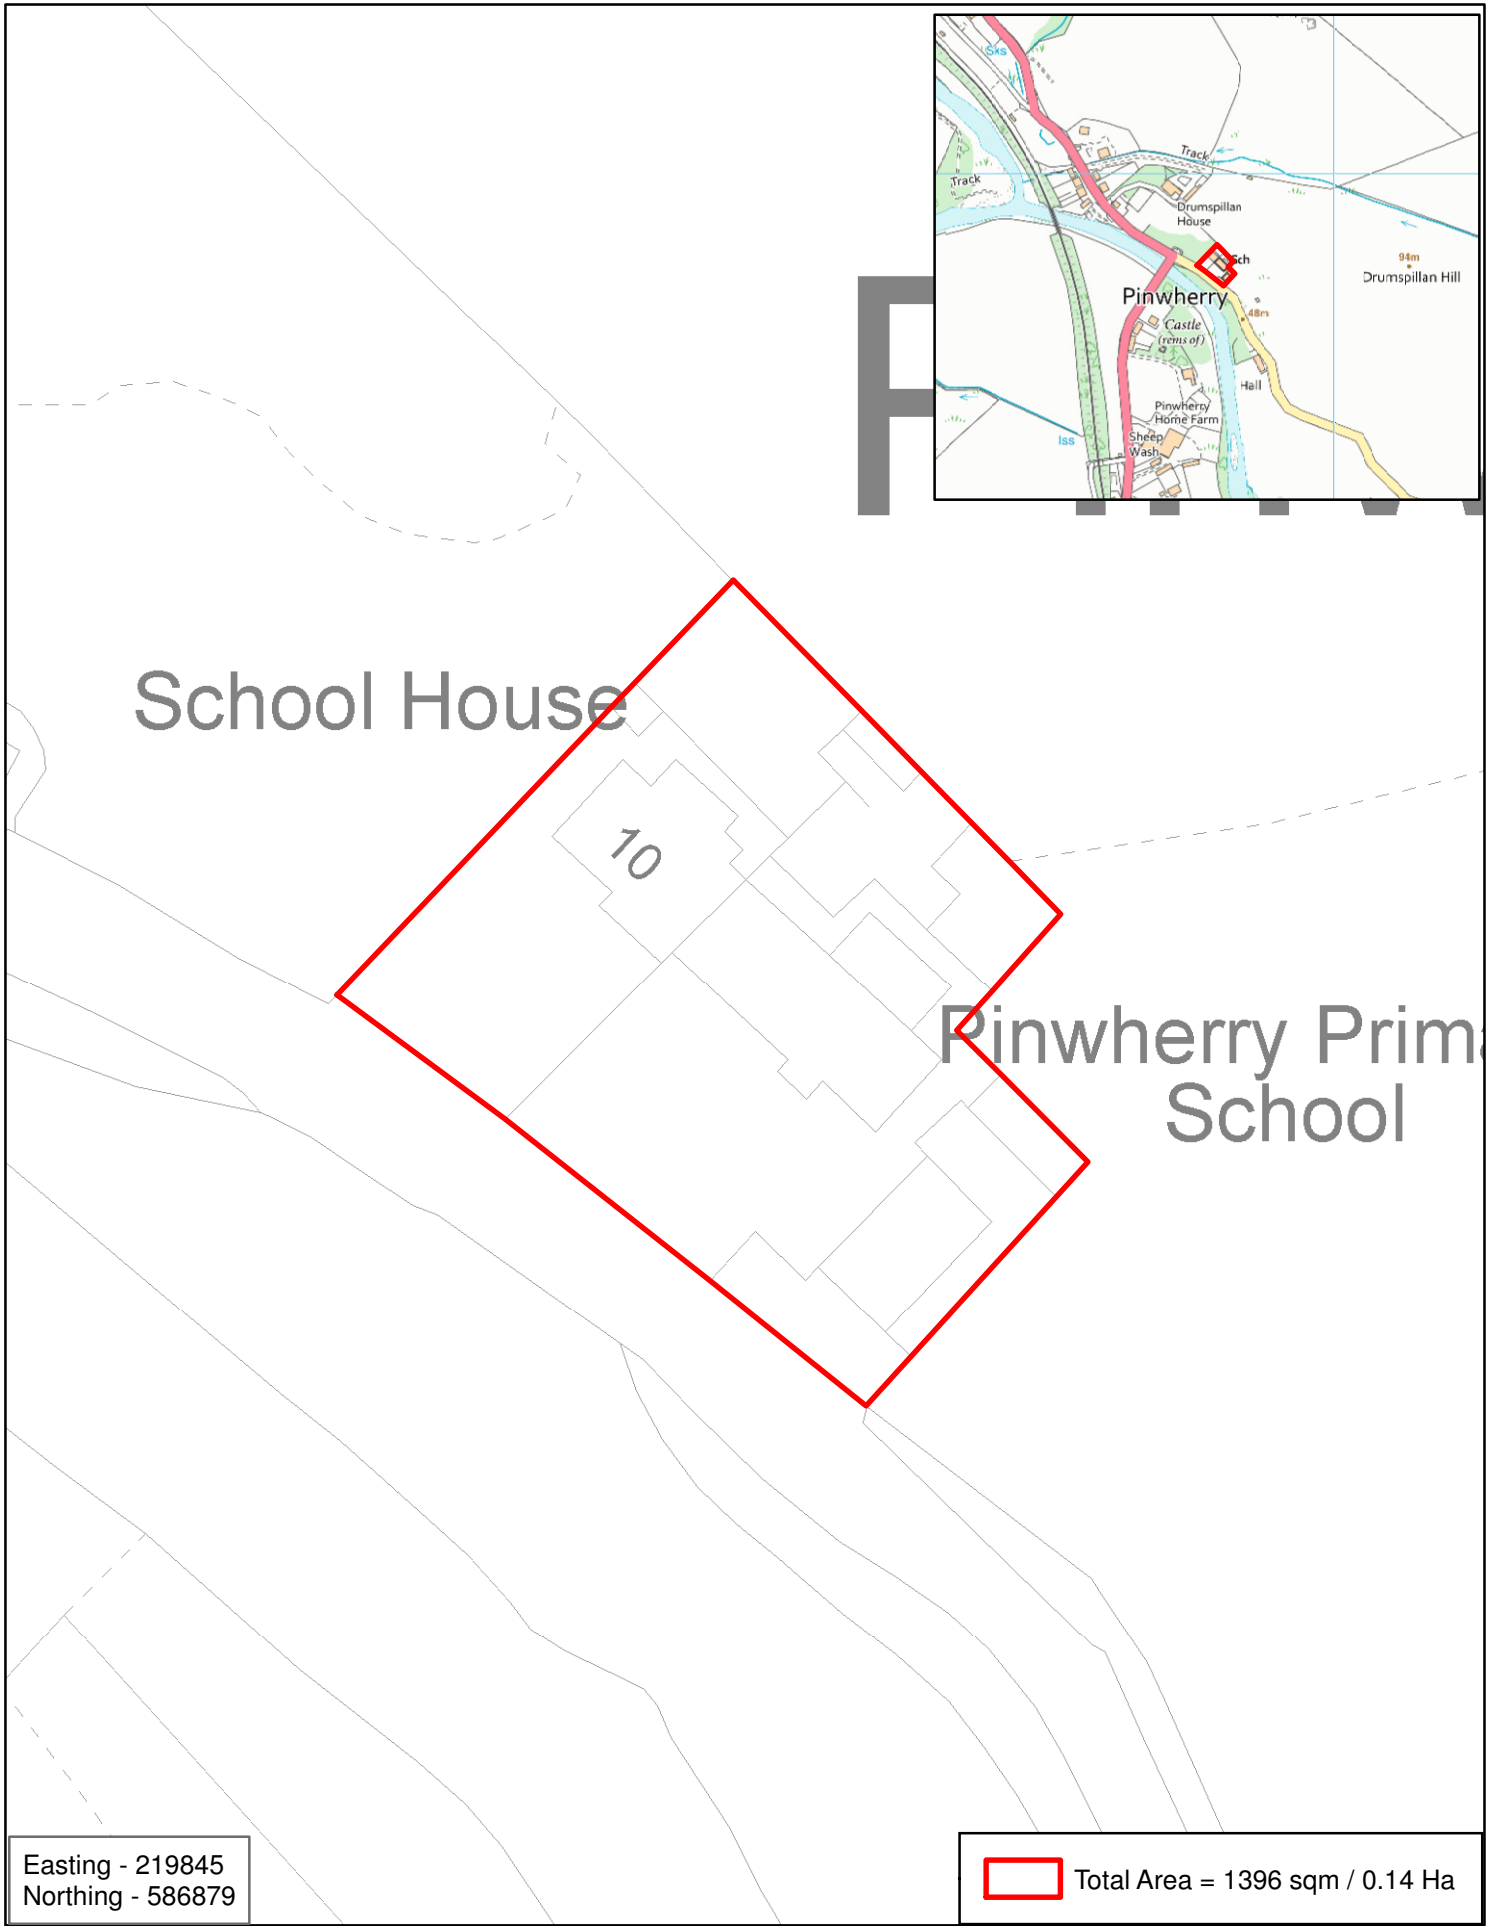 Sks
Track
Track
Drumspillan
House
Sch
94m
Drumspillan Hill
Pinwherry
48m
Castle
(rems of)
Hall
Pinwherry
Home Farm
Iss
Sheep
Wash
School House
10
Pinwherry Prim
School
Easting - 219845
Northing - 586879
Total Area = 1396 sqm / 0.14 Ha